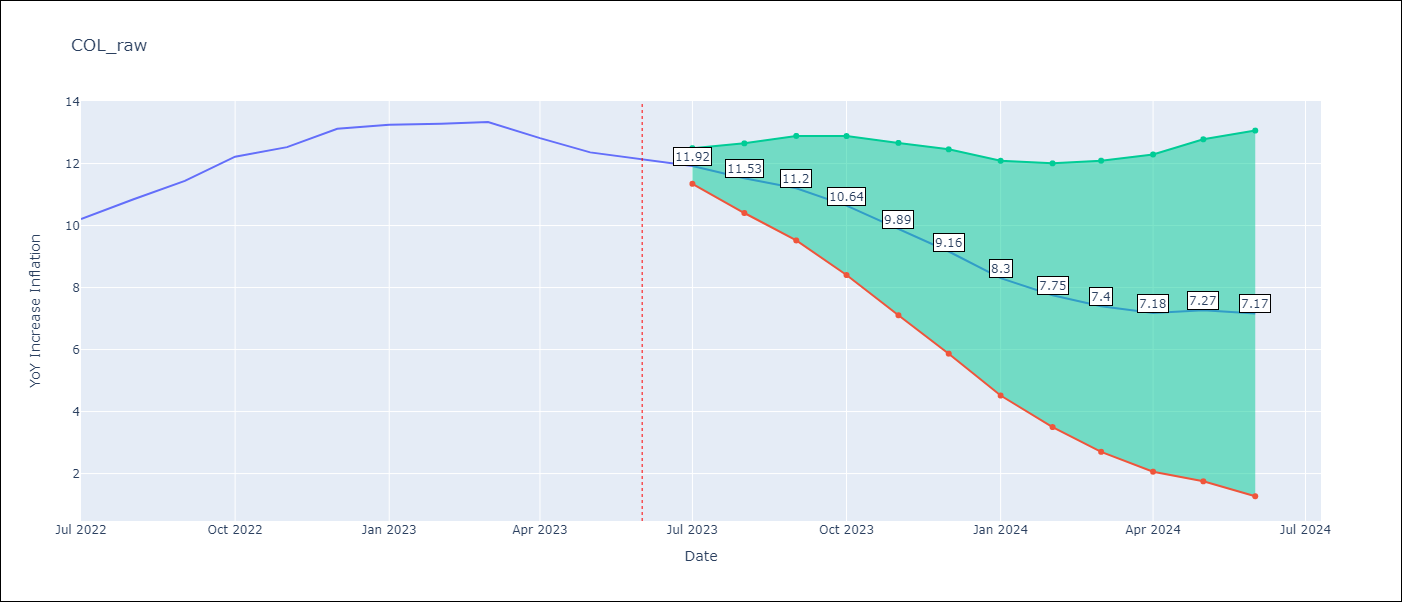 COL_raw
14
12
10
8
6
4
2
YoY Increase Inflation
11.92
11.53
11.2
10.64
9.89
9.16
8.3
7.75
7.4
7.18
7.27
7.17
Jul 2022
Oct 2022
Jan 2023
Apr 2023
Jul 2023
Oct 2023
Jan 2024
Apr 2024
Jul 2024
Date